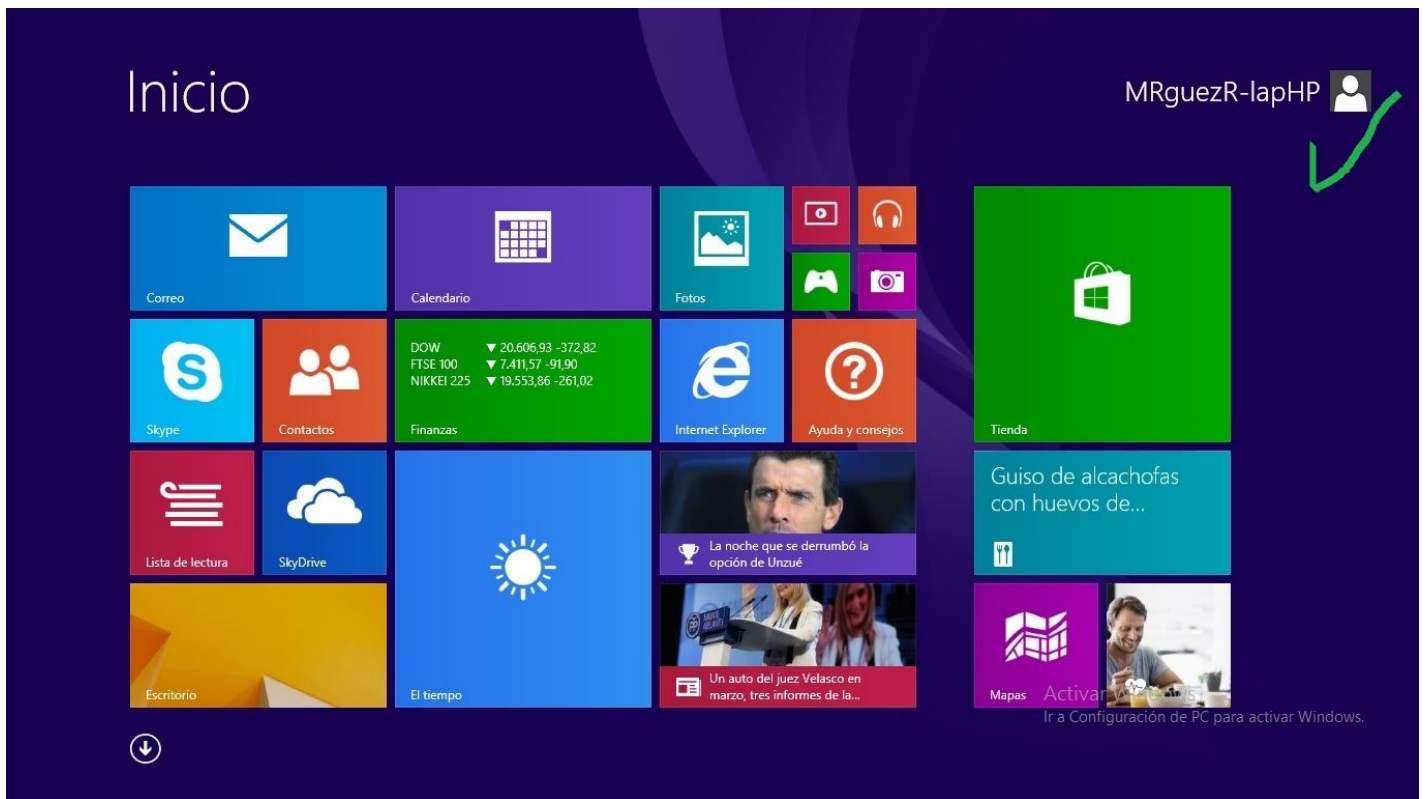 Inicio
MRguezR-lapHP
Correo
Calendario
Fotos
Skype
Contactos
DOW ▼ 20.606,93 -372,82
FTSE 100 ▼ 7.411,57 -91,90
NIKKEI 225 ▼ 19.553,86 -261,02
Finanzas
Internet Explorer
Ayuda y consejos
Tienda
Lista de lectura
SkyDrive
La noche que se derrumbó la
opción de Unzué
Guiso de alcachofas
con huevos de...
Escritorio
El tiempo
Un auto del juez Velasco en
marzo, tres informes de la...
Mapas
Activar Windows
Ir a Configuración de PC para activar Windows.